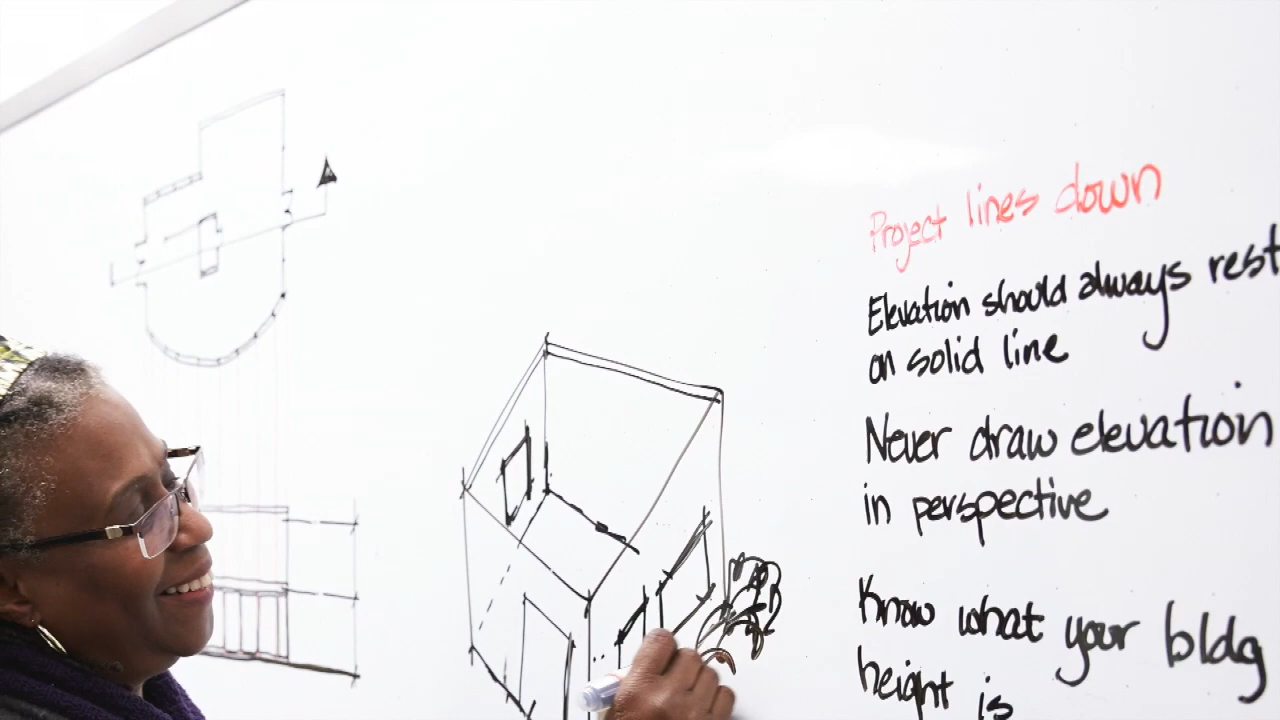 Project lines down
Elevation should always rest
on solid line
Never draw elevation
in perspective
Know what your bldg
height is